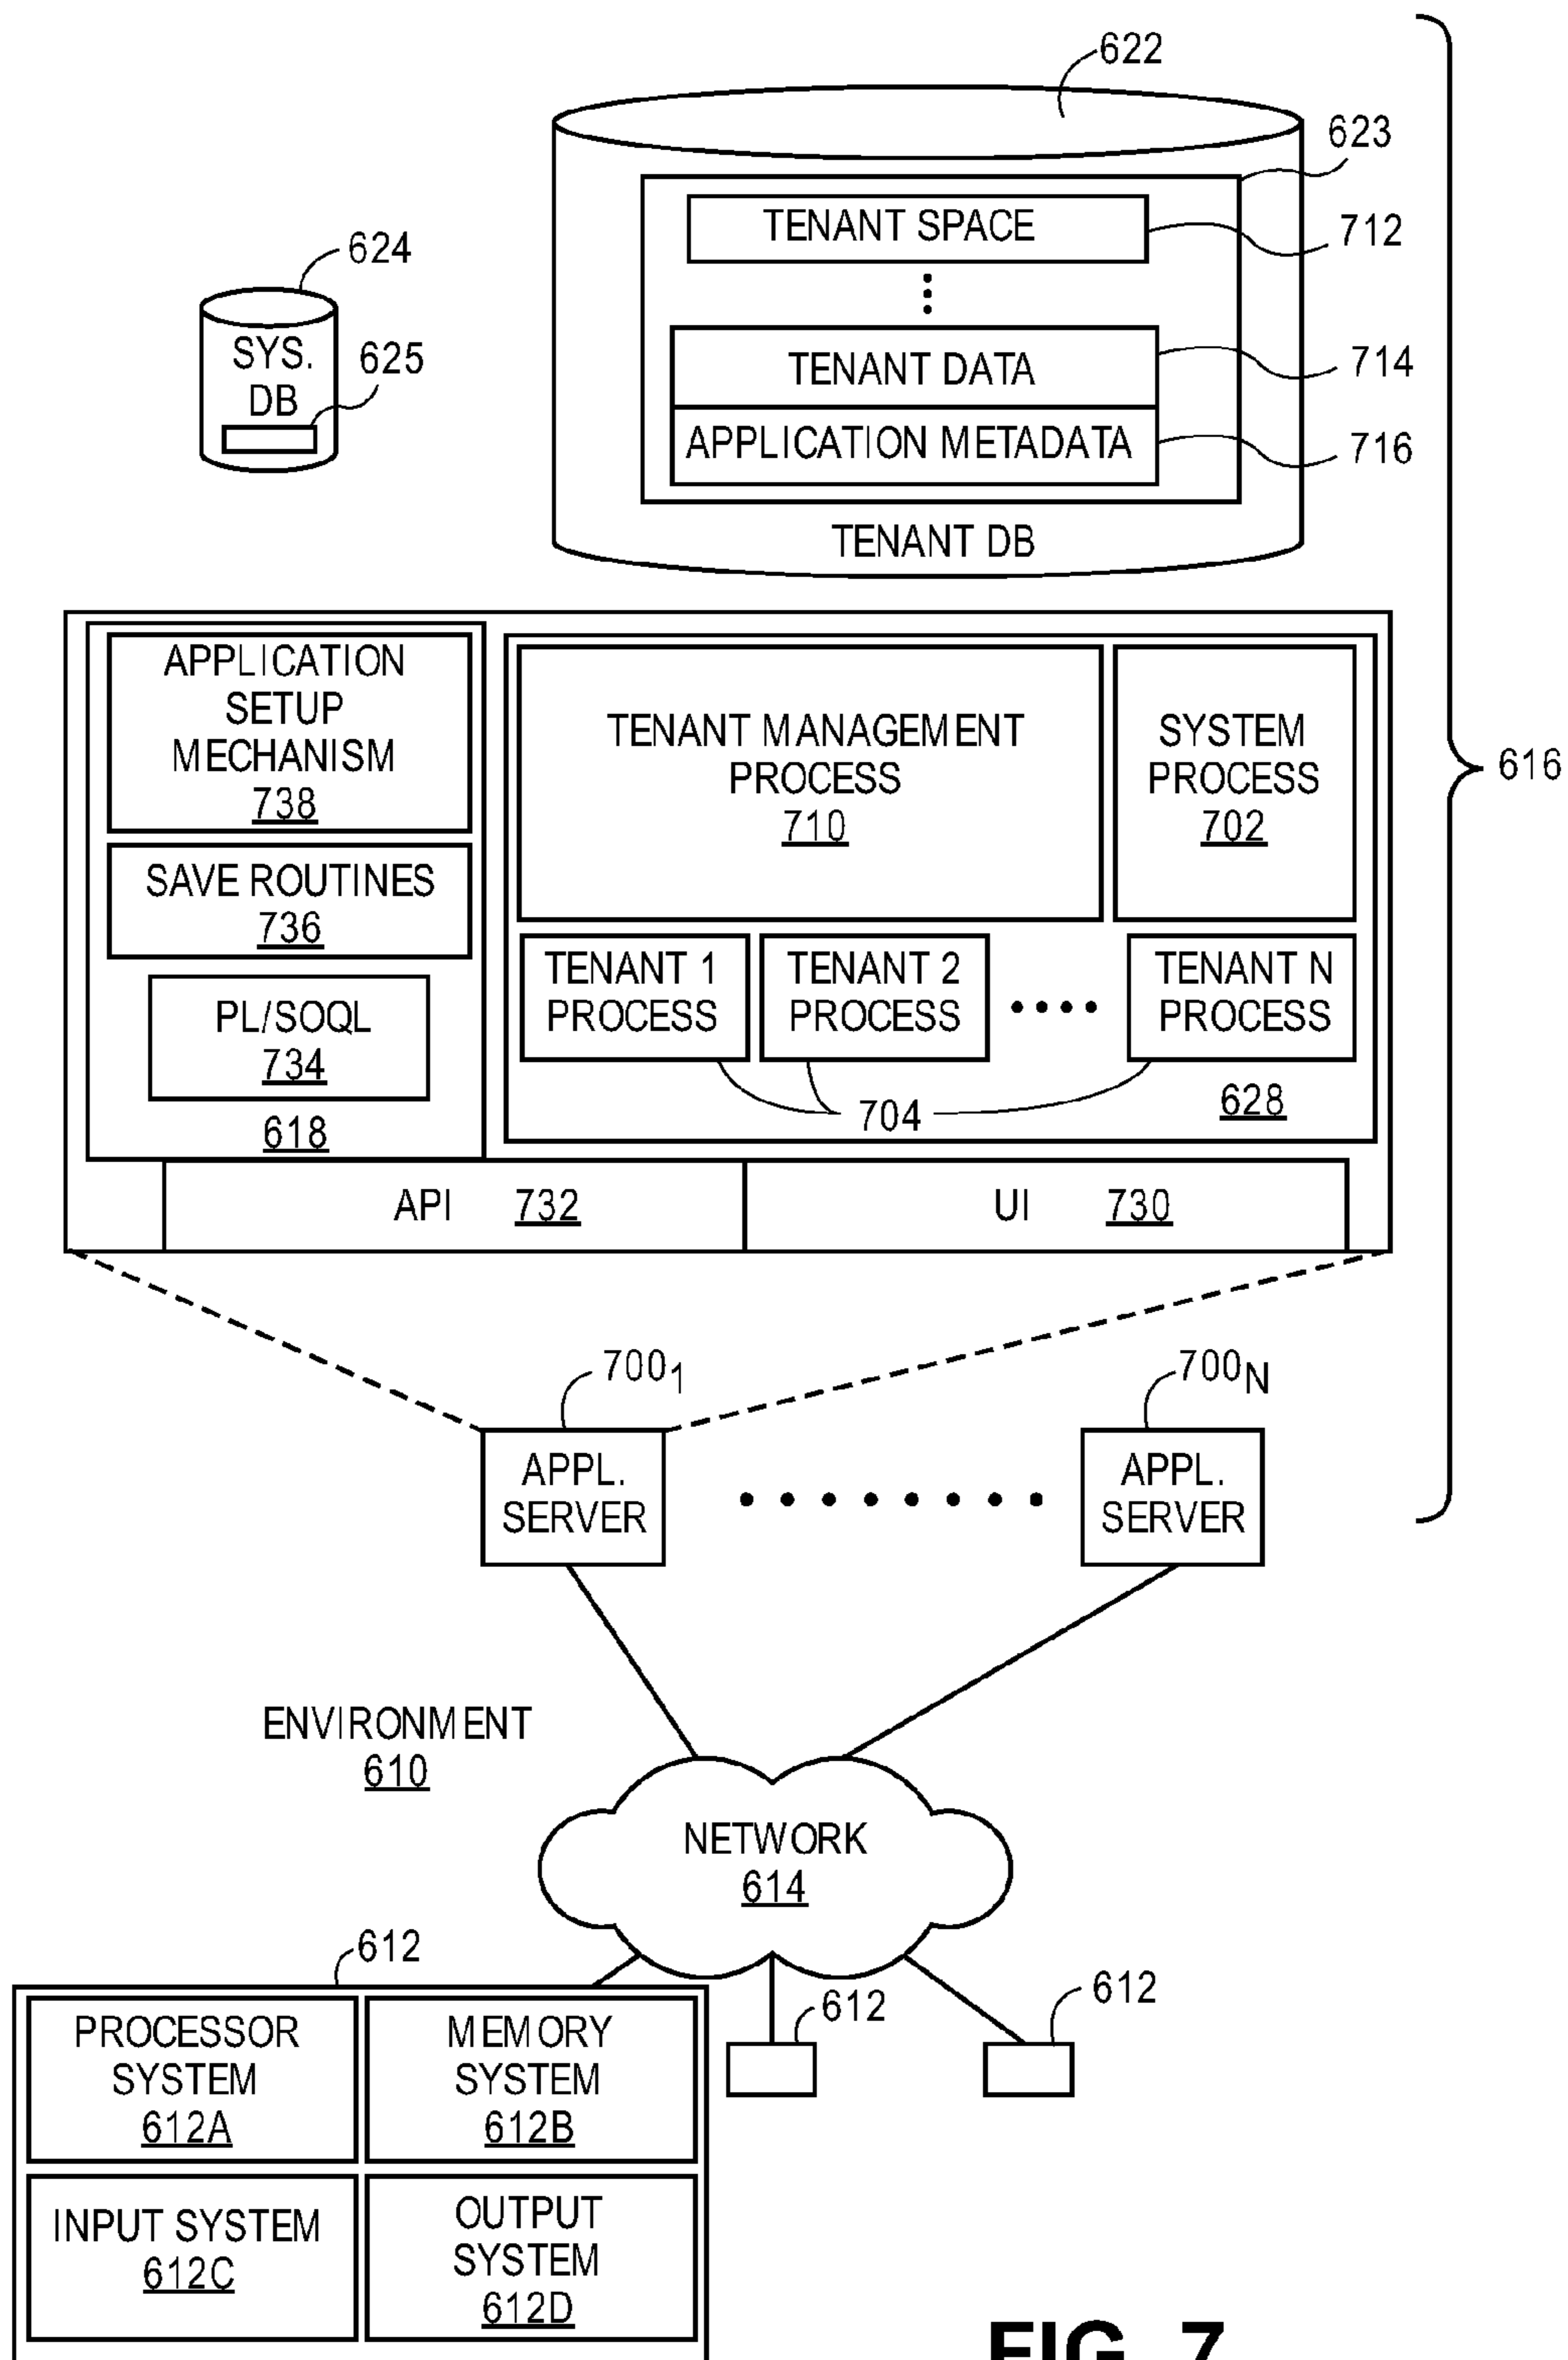 622
623
TENANT SPACE
712
624
SYS.
DB
625
TENANT DATA
714
APPLICATION METADATA
716
TENANT DB
APPLICATION
SETUP
MECHANISM
738
TENANT MANAGEMENT
PROCESS
710
SYSTEM
PROCESS
702
616
SAVE ROUTINES
736
TENANT 1
PROCESS
TENANT 2
PROCESS
TENANT N
PROCESS
PL/SOQL
734
704
628
618
API 732
UI 730
700₁
700N
APPL.
SERVER
APPL.
SERVER
ENVIRONMENT
610
NETWORK
614
612
612
612
PROCESSOR
SYSTEM
612A
MEMORY
SYSTEM
612B
INPUT SYSTEM
612C
OUTPUT
SYSTEM
612D
FIG. 7